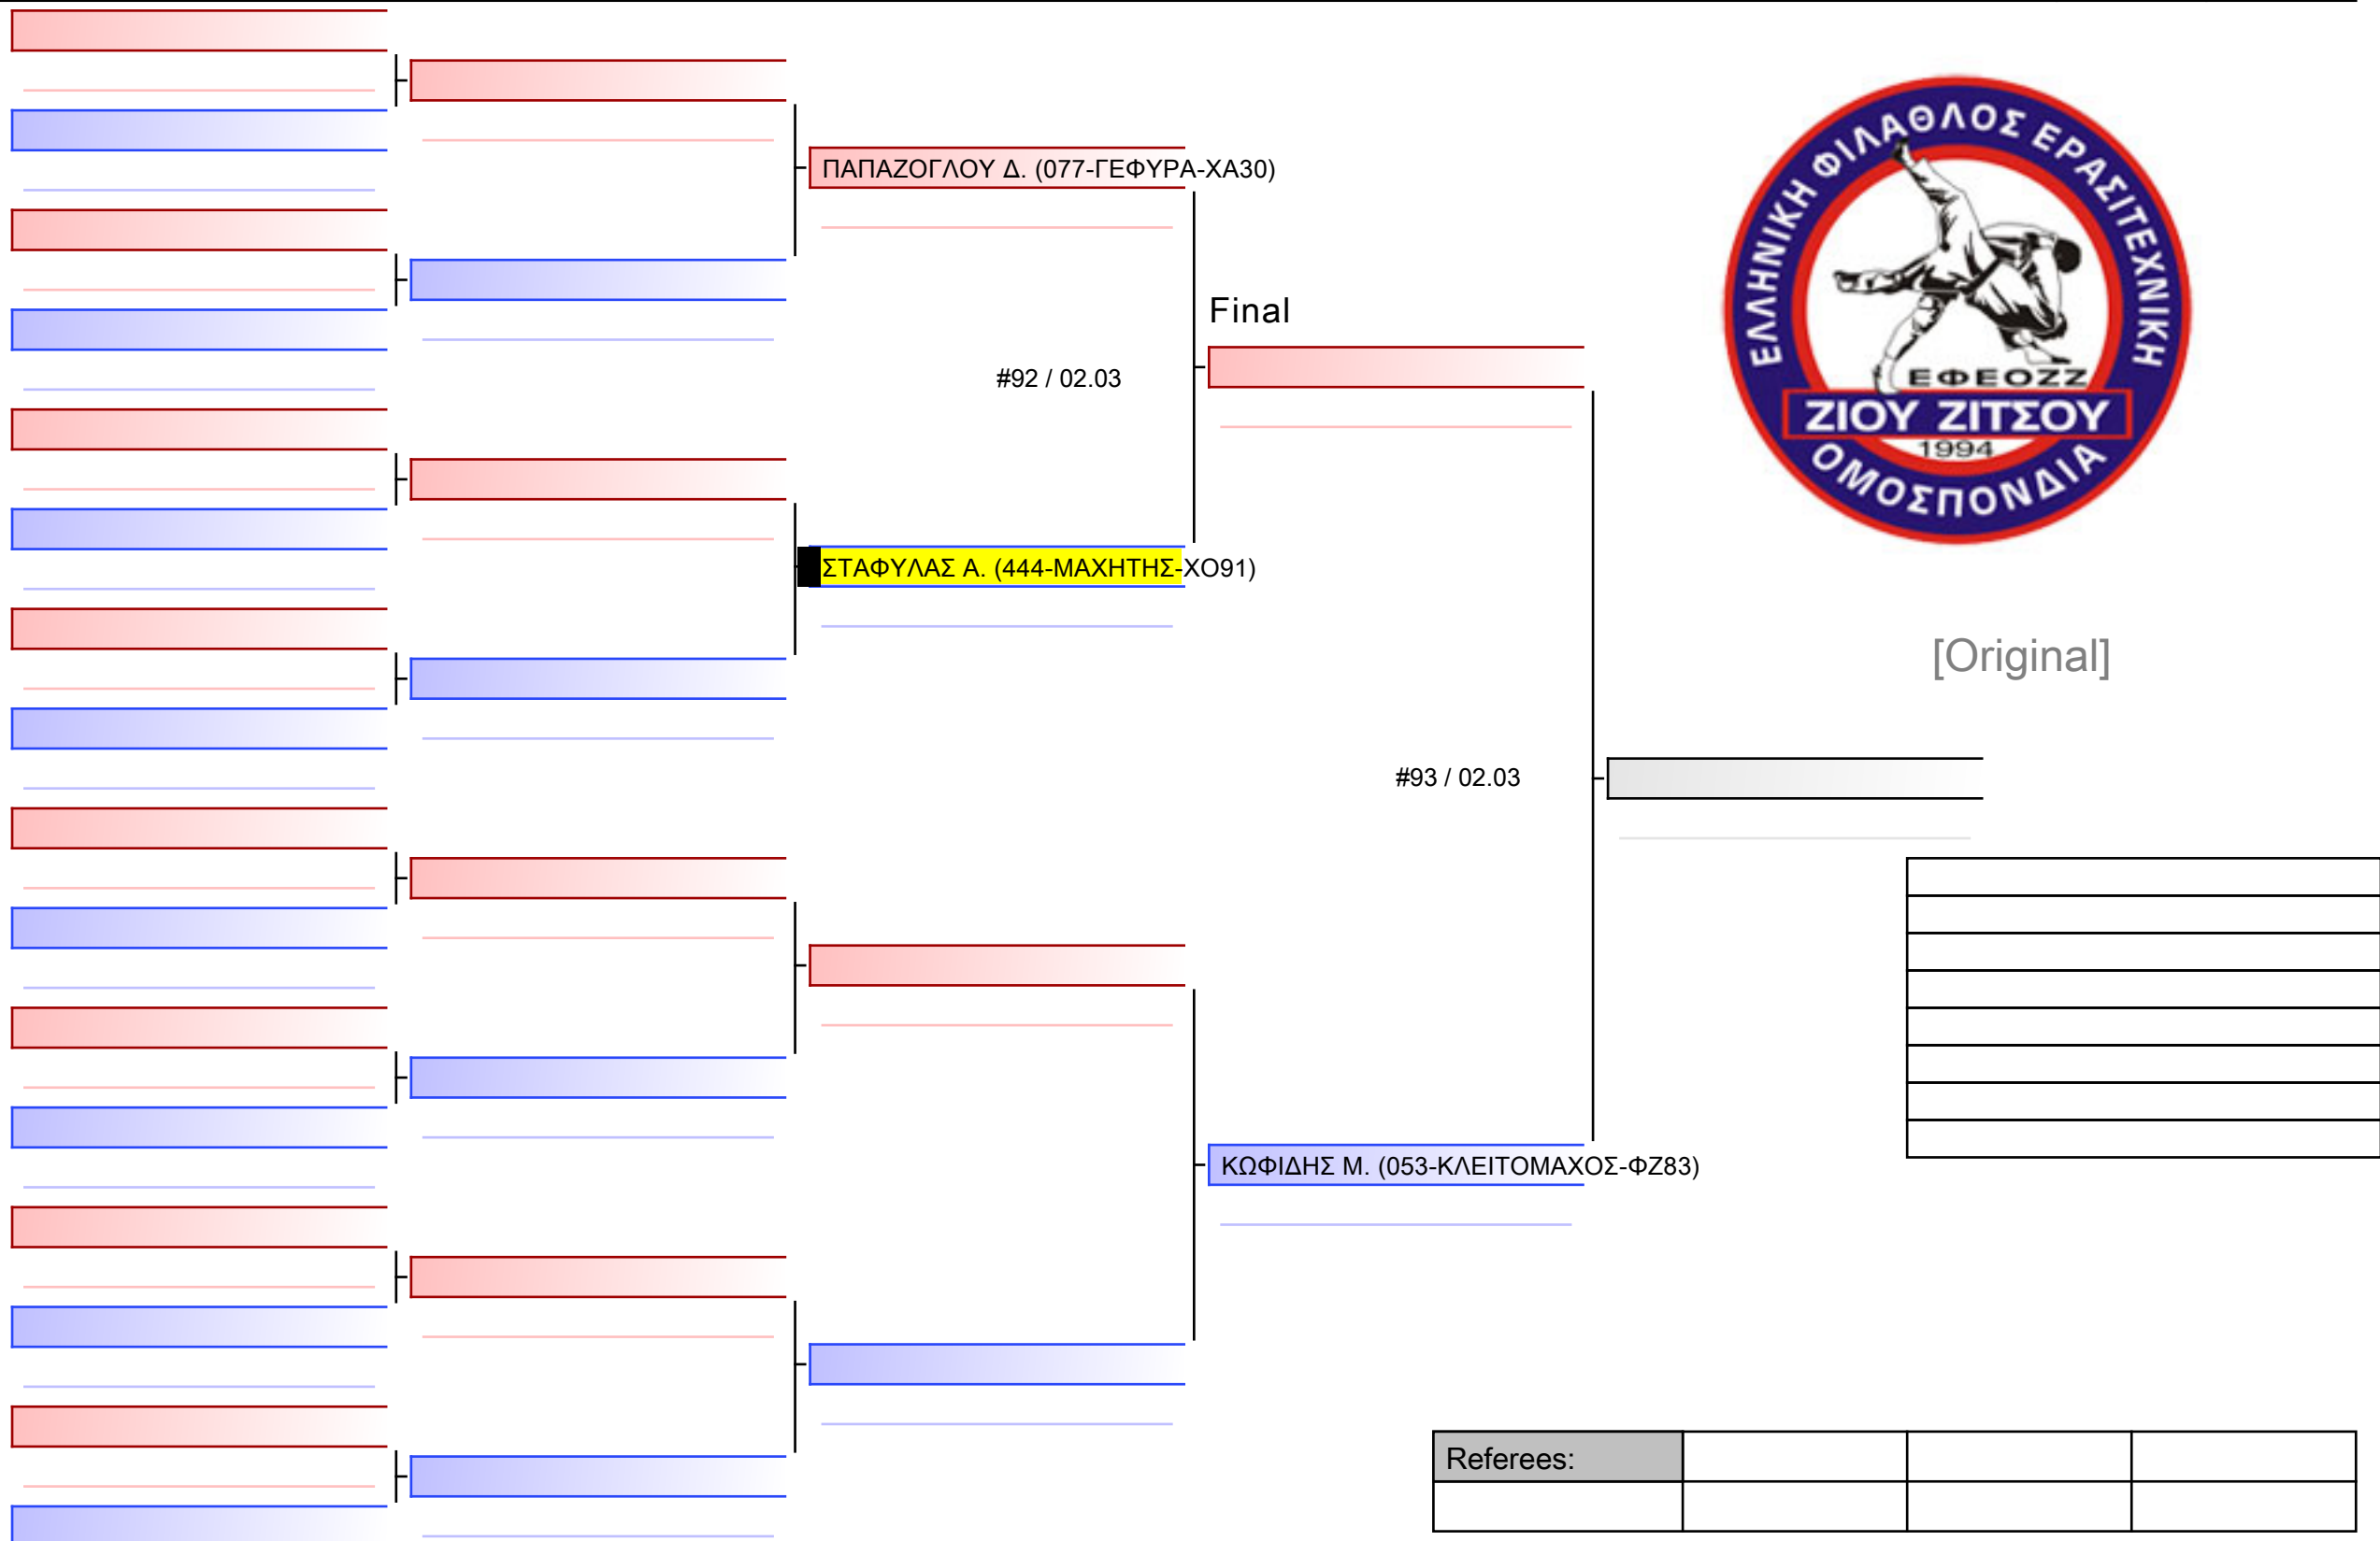 ΠΑΠΑΖΟΓΛΟΥ Δ. (077-ΓΕΦΥΡΑ-ΧΑ30)
ΕΛΛΗΝΙΚΗ ΦΙΛΑΘΛΟΣ ΕΡΑΣΙΤΕΧΝΙΚΗ
Final
#92 / 02.03
ΕΦΕΟΖΖ
ΖΙΟΥ ΖΙΤΣΟΥ
1994
ΟΜΟΣΠΟΝΔΙΑ
ΣΤΑΦΥΛΑΣ Α. (444-ΜΑΧΗΤΗΣ-ΧΟ91)
[Original]
#93 / 02.03
ΚΩΦΙΔΗΣ Μ. (053-ΚΛΕΙΤΟΜΑΧΟΣ-ΦΖ83)
Referees: